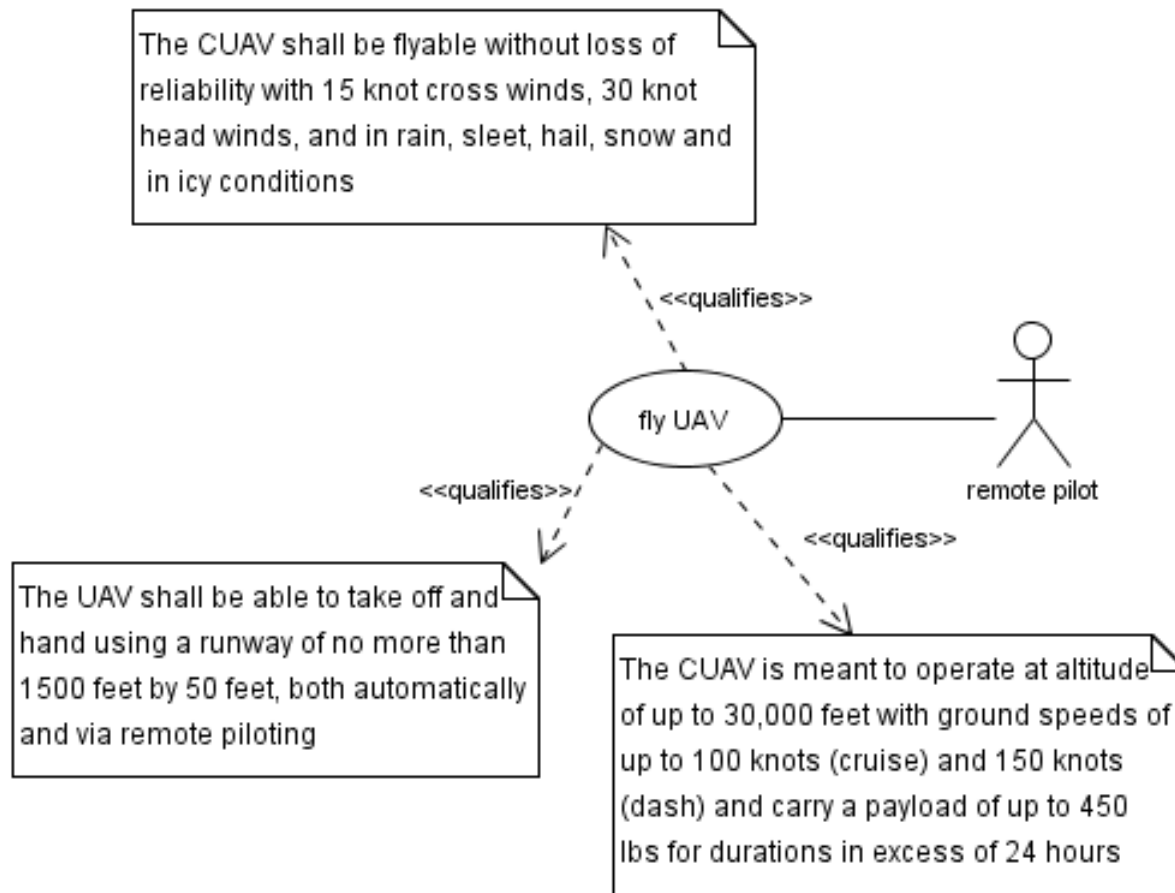 The CUAV shall be flyable without loss of
reliability with 15 knot cross winds, 30 knot
head winds, and in rain, sleet, hail, snow and
in icy conditions
<<qualifies>>
fly UAV
remote pilot
<<qualifies>>
<<qualifies>>
The UAV shall be able to take off and
hand using a runway of no more than
1500 feet by 50 feet, both automatically
and via remote piloting
The CUAV is meant to operate at altitude
of up to 30,000 feet with ground speeds of
up to 100 knots (cruise) and 150 knots
(dash) and carry a payload of up to 450
lbs for durations in excess of 24 hours